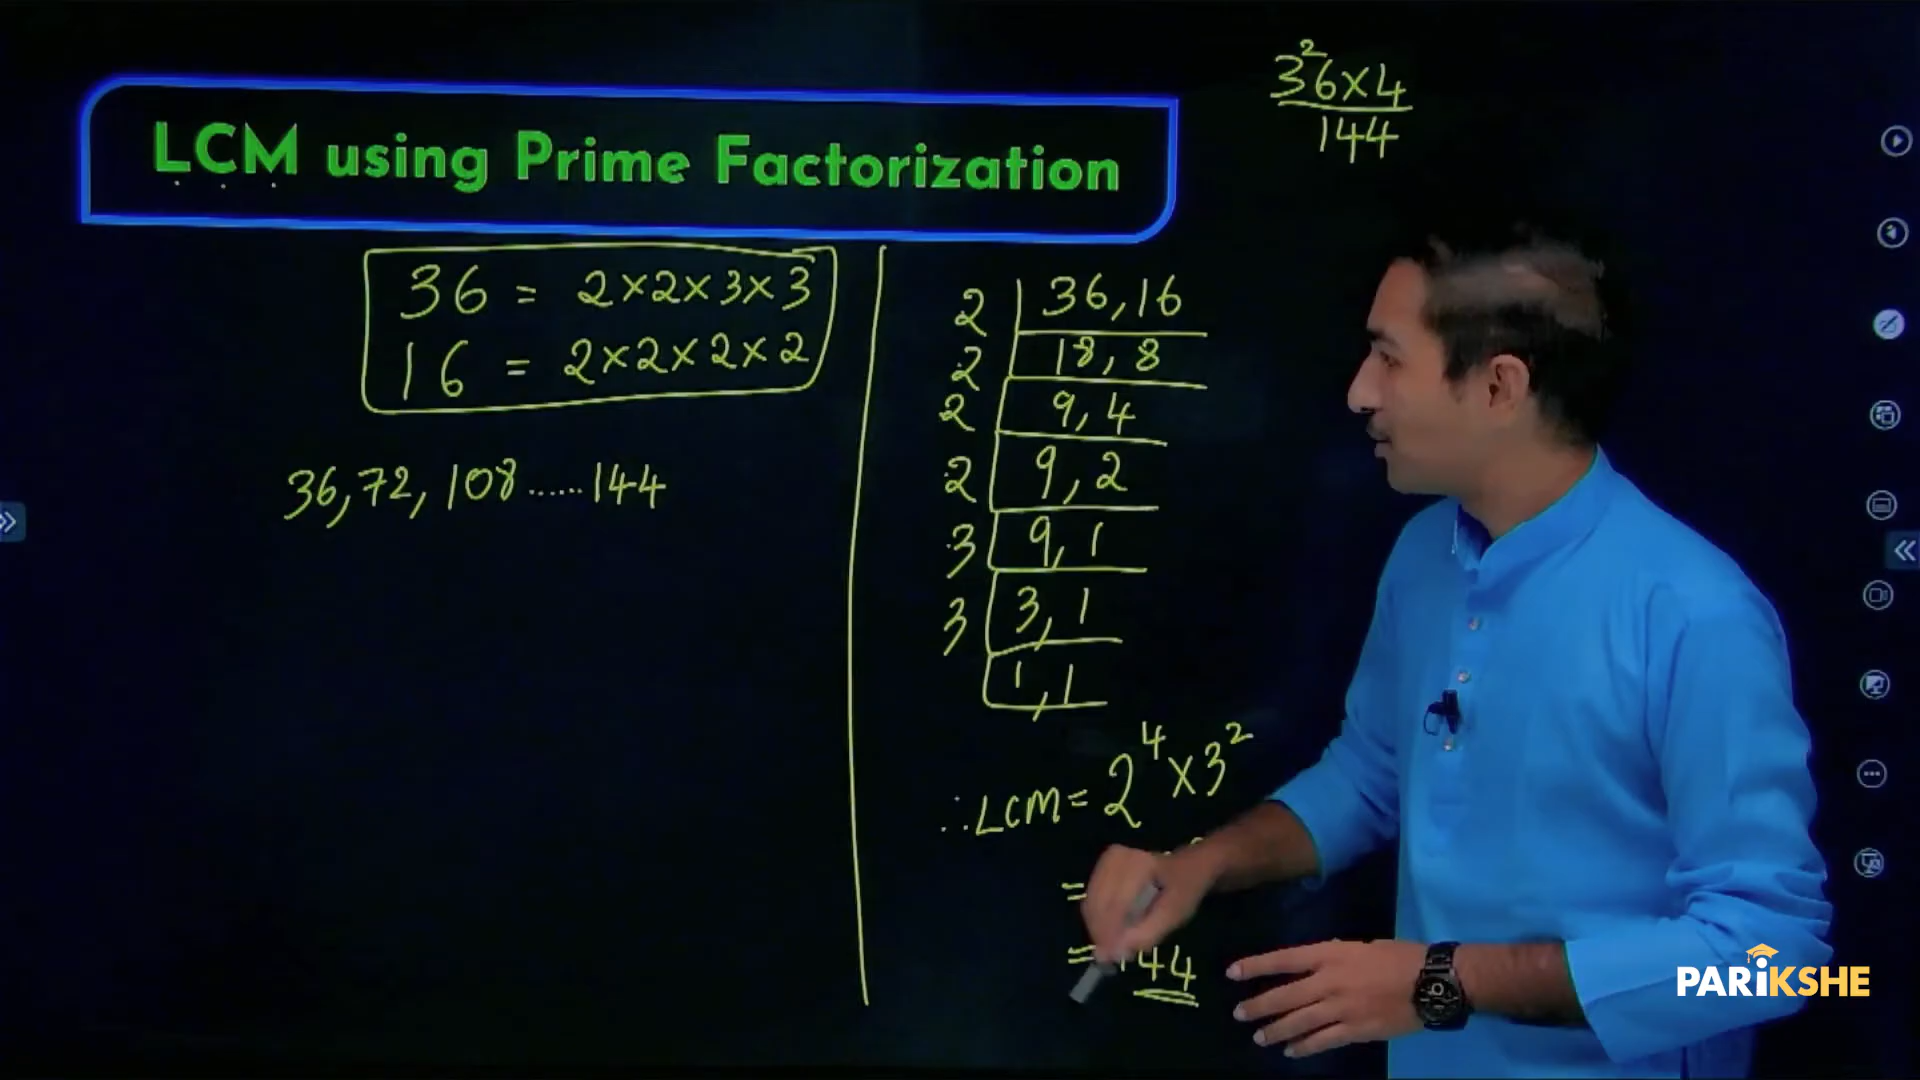 LCM using Prime Factorization
2
36×4
144
36 = 2×2×3×3
16 = 2×2×2×2
36, 72, 108 ...... 144
2 | 36, 16
2 | 18, 8
2 | 9, 4
2 | 9, 2
3 | 9, 1
3 | 3, 1
1, 1
∴ LCM = 2⁴ × 3²
=
= 144
PARIKSHE